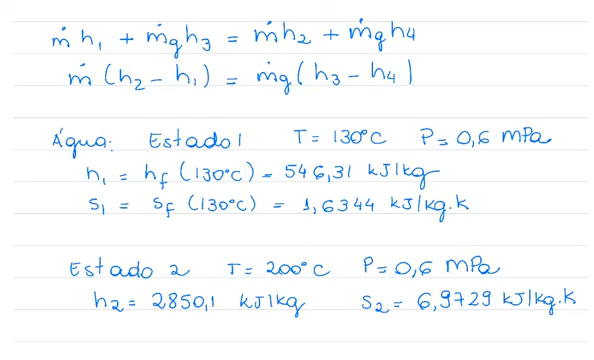 ṁ h₁ + ṁg h₃ = ṁh₂ + ṁg h4
ṁ (h₂ - h₁) = ṁg (h₃ - h₄)
Água: Estado 1 T = 130°C P = 0,6 mPa
h₁ = hf (130°C) = 546,31 kJ/kg
s₁ = sf (130°C) = 1,6344 kJ/kg.k
Estado 2 T = 200°C P = 0,6 mPa
h₂ = 2850,1 kJ/kg s₂ = 6,9729 kJ/kg.k